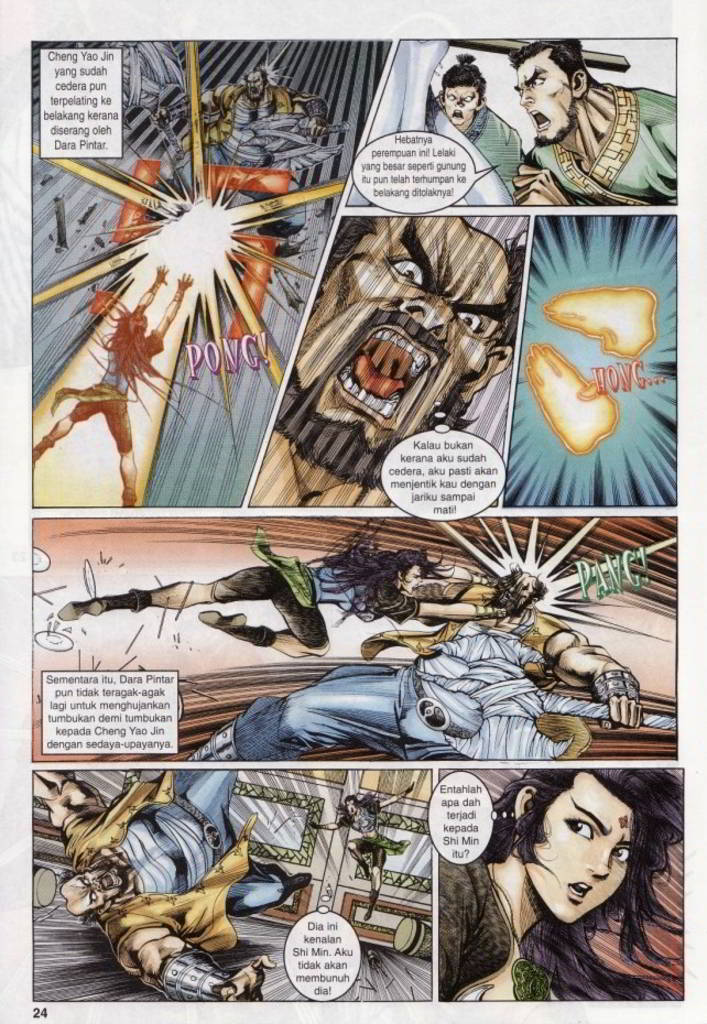 Cheng Yao Jin
yang sudah
cedera pun
terpelating ke
belakang kerana
diserang oleh
Dara Pintar.
PONG!
Hebatnya
perempuan ini! Lelaki
yang besar seperti gunung
itu pun telah terhumpan ke
belakang ditolaknya!
Kalau bukan
kerana aku sudah
cedera, aku pasti akan
menjentik kau dengan
jariku sampai
mati!
HONG...
PANG!
Sementara itu, Dara Pintar
pun tidak teragak-agak
lagi untuk menghujankan
tumbukan demi tumbukan
kepada Cheng Yao Jin
dengan sedaya-upayanya.
Dia ini
kenalan
Shi Min. Aku
tidak akan
membunuh
dia!
Entahlah
apa dah
terjadi
kepada
Shi Min
itu?
24